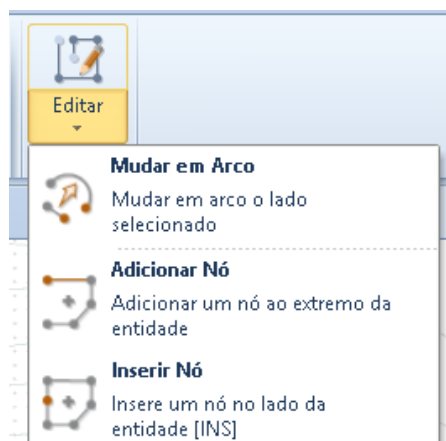 Editar
Mudar em Arco
Mudar em arco o lado
selecionado
Adicionar Nó
Adicionar um nó ao extremo da
entidade
Inserir Nó
Insere um nó no lado da
entidade [INS]